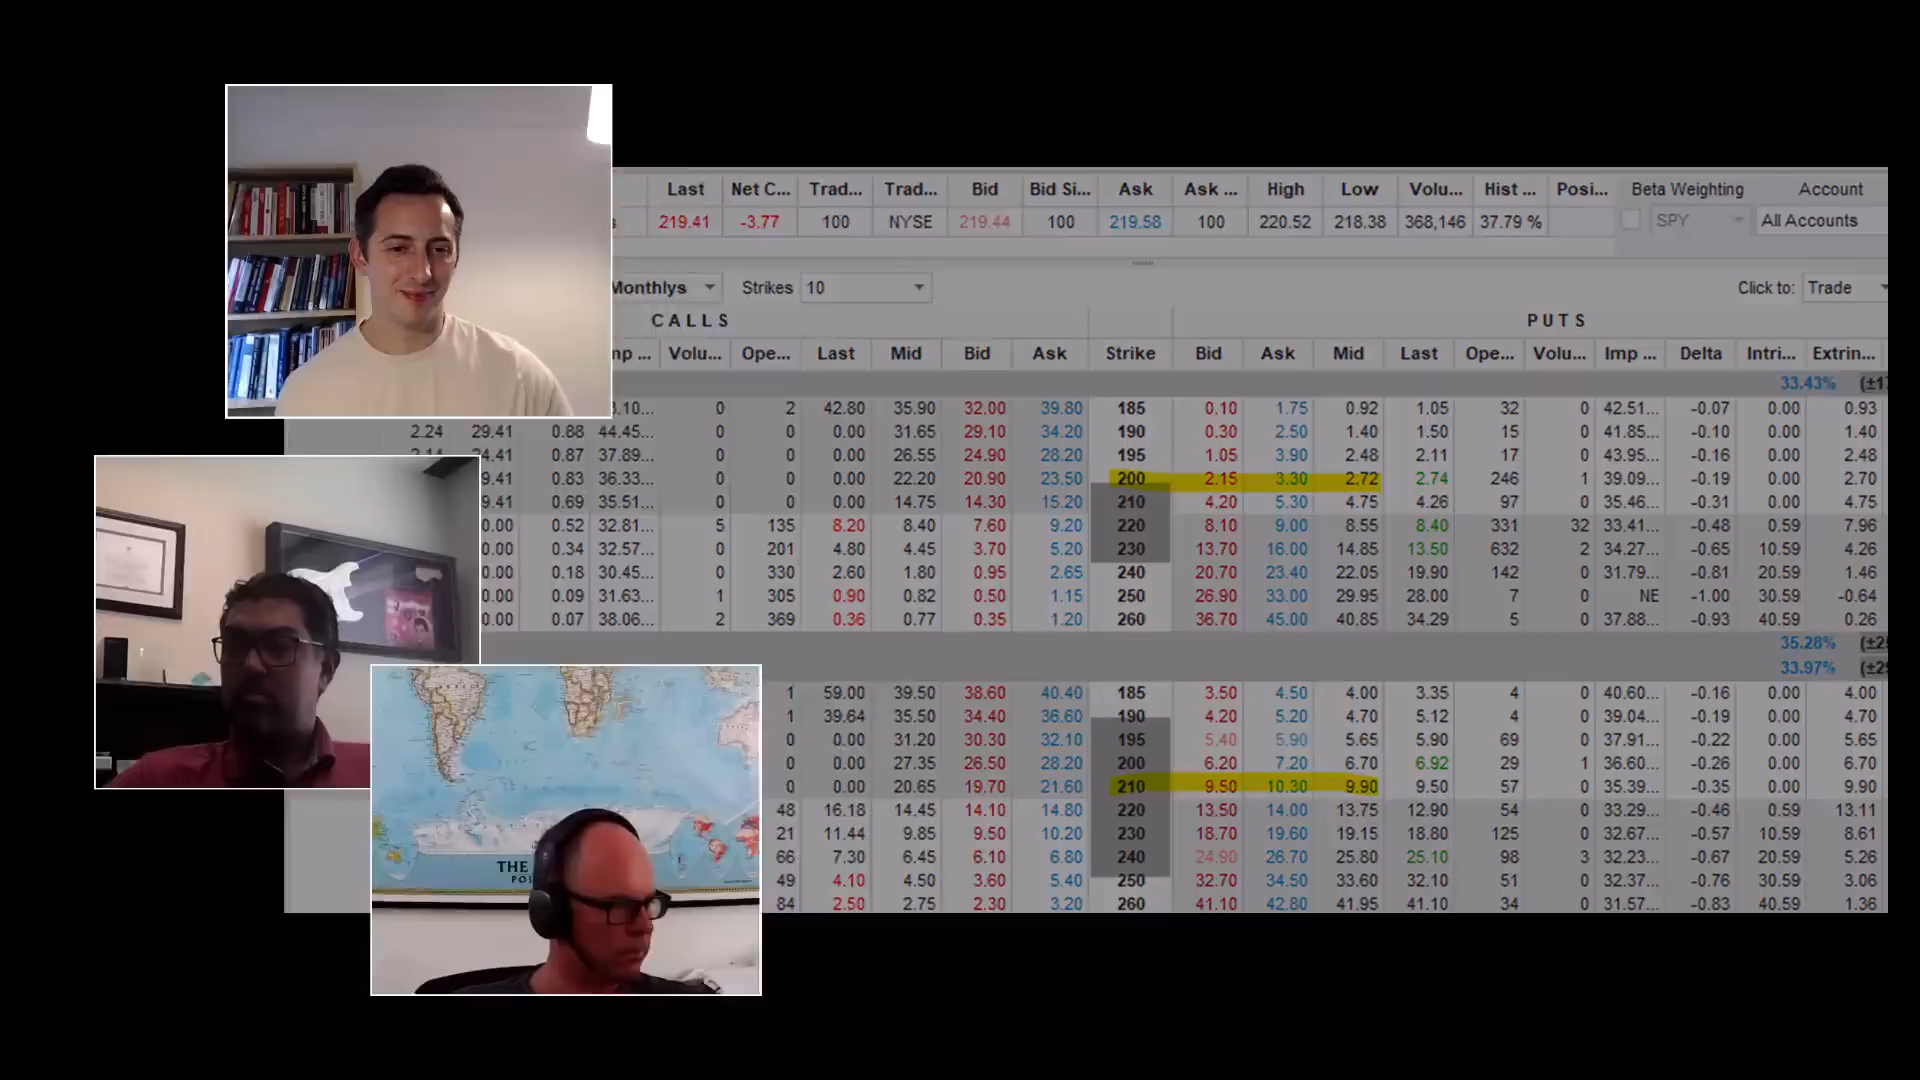 Last Net C... Trad... Trad... Bid Bid Si... Ask Ask ... High Low Volu... Hist ... Posi... Beta Weighting Account
219.41 -3.77 100 NYSE 219.44 100 219.58 100 220.52 218.38 368,146 37.79 % SPY All Accounts
Monthlys Strikes 10 Click to: Trade
CALLS PUTS
Volu... Ope... Last Mid Bid Ask Strike Bid Ask Mid Last Ope... Volu... Imp ... Delta Intri... Extrin...
33.43%
0 2 42.80 35.90 32.00 39.80 185 0.10 1.75 0.92 1.05 32 0 42.51... -0.07 0.00 0.93
2.24 29.41 0.88 44.45... 0 0 0.00 31.65 29.10 34.20 190 0.30 2.50 1.40 1.50 15 0 41.85... -0.10 0.00 1.40
0.87 37.89... 0 0 0.00 26.55 24.90 28.20 195 1.05 3.90 2.48 2.11 17 0 43.95... -0.16 0.00 2.48
0.83 36.33... 0 0 0.00 22.20 20.90 23.50 200 2.15 3.30 2.72 2.74 246 1 39.09... -0.19 0.00 2.70
0.69 35.51... 0 0 0.00 14.75 14.30 15.20 210 4.20 5.30 4.75 4.26 97 0 35.46... -0.31 0.00 4.75
0.52 32.81... 5 135 8.20 8.40 7.60 9.20 220 8.10 9.00 8.55 8.40 331 32 33.41... -0.48 0.59 7.96
0.34 32.57... 0 201 4.80 4.45 3.70 5.20 230 13.70 16.00 14.85 13.50 632 2 34.27... -0.65 10.59 4.26
0.18 30.45... 0 330 2.60 1.80 0.95 2.65 240 20.70 23.40 22.05 19.90 142 0 31.79... -0.81 20.59 1.46
0.09 31.63... 1 305 0.90 0.82 0.50 1.15 250 26.90 33.00 29.95 28.00 7 0 NE -1.00 30.59 -0.64
0.07 38.06... 2 369 0.36 0.77 0.35 1.20 260 36.70 45.00 40.85 34.29 5 0 37.88... -0.93 40.59 0.26
35.28%
33.97%
1 59.00 39.50 38.60 40.40 185 3.50 4.50 4.00 3.35 4 0 40.60... -0.16 0.00 4.00
1 39.64 35.50 34.40 36.60 190 4.20 5.20 4.70 5.12 4 0 39.04... -0.19 0.00 4.70
0 0.00 31.20 30.30 32.10 195 5.40 5.90 5.65 5.90 69 0 37.91... -0.22 0.00 5.65
0 0.00 27.35 26.50 28.20 200 6.20 7.20 6.70 6.92 29 1 36.60... -0.26 0.00 6.70
0 0.00 20.65 19.70 21.60 210 9.50 10.30 9.90 9.50 57 0 35.39... -0.35 0.00 9.90
48 16.18 14.45 14.10 14.80 220 13.50 14.00 13.75 12.90 54 0 33.29... -0.46 0.59 13.11
21 11.44 9.85 9.50 10.20 230 18.70 19.60 19.15 18.80 125 0 32.67... -0.57 10.59 8.61
66 7.30 6.45 6.10 6.80 240 24.90 26.70 25.80 25.10 98 3 32.23... -0.67 20.59 5.26
49 4.10 4.50 3.60 5.40 250 32.70 34.50 33.60 32.10 51 0 32.37... -0.76 30.59 3.06
84 2.50 2.75 2.30 3.20 260 41.10 42.80 41.95 41.10 34 0 31.57... -0.83 40.59 1.36
THE